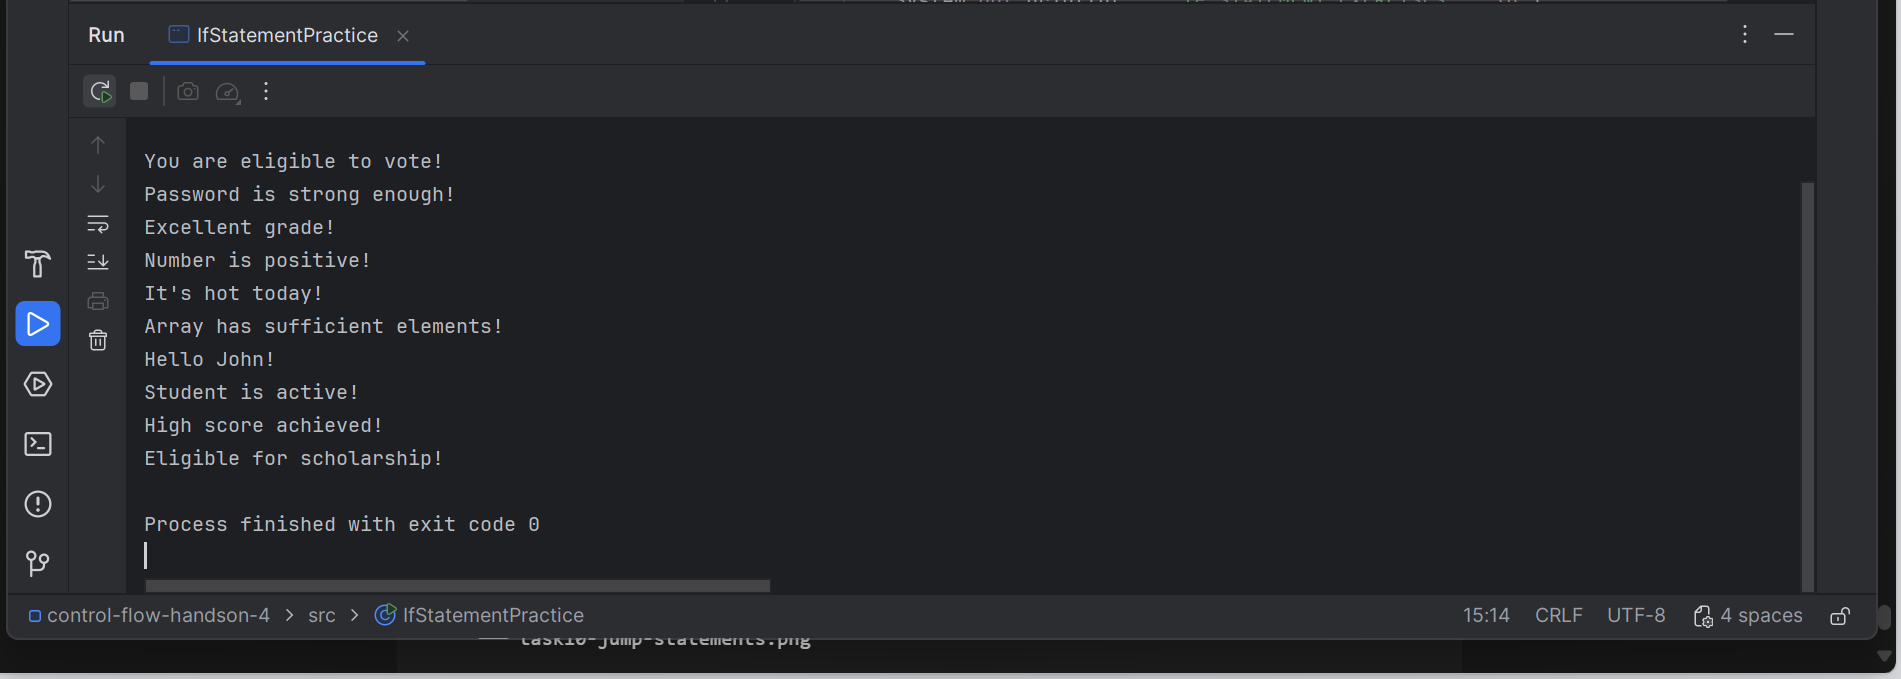 Run IfStatementPractice
You are eligible to vote!
Password is strong enough!
Excellent grade!
Number is positive!
It's hot today!
Array has sufficient elements!
Hello John!
Student is active!
High score achieved!
Eligible for scholarship!
Process finished with exit code 0
control-flow-handson-4 > src > IfStatementPractice 15:14 CRLF UTF-8 4 spaces
task10-jump-statements.png